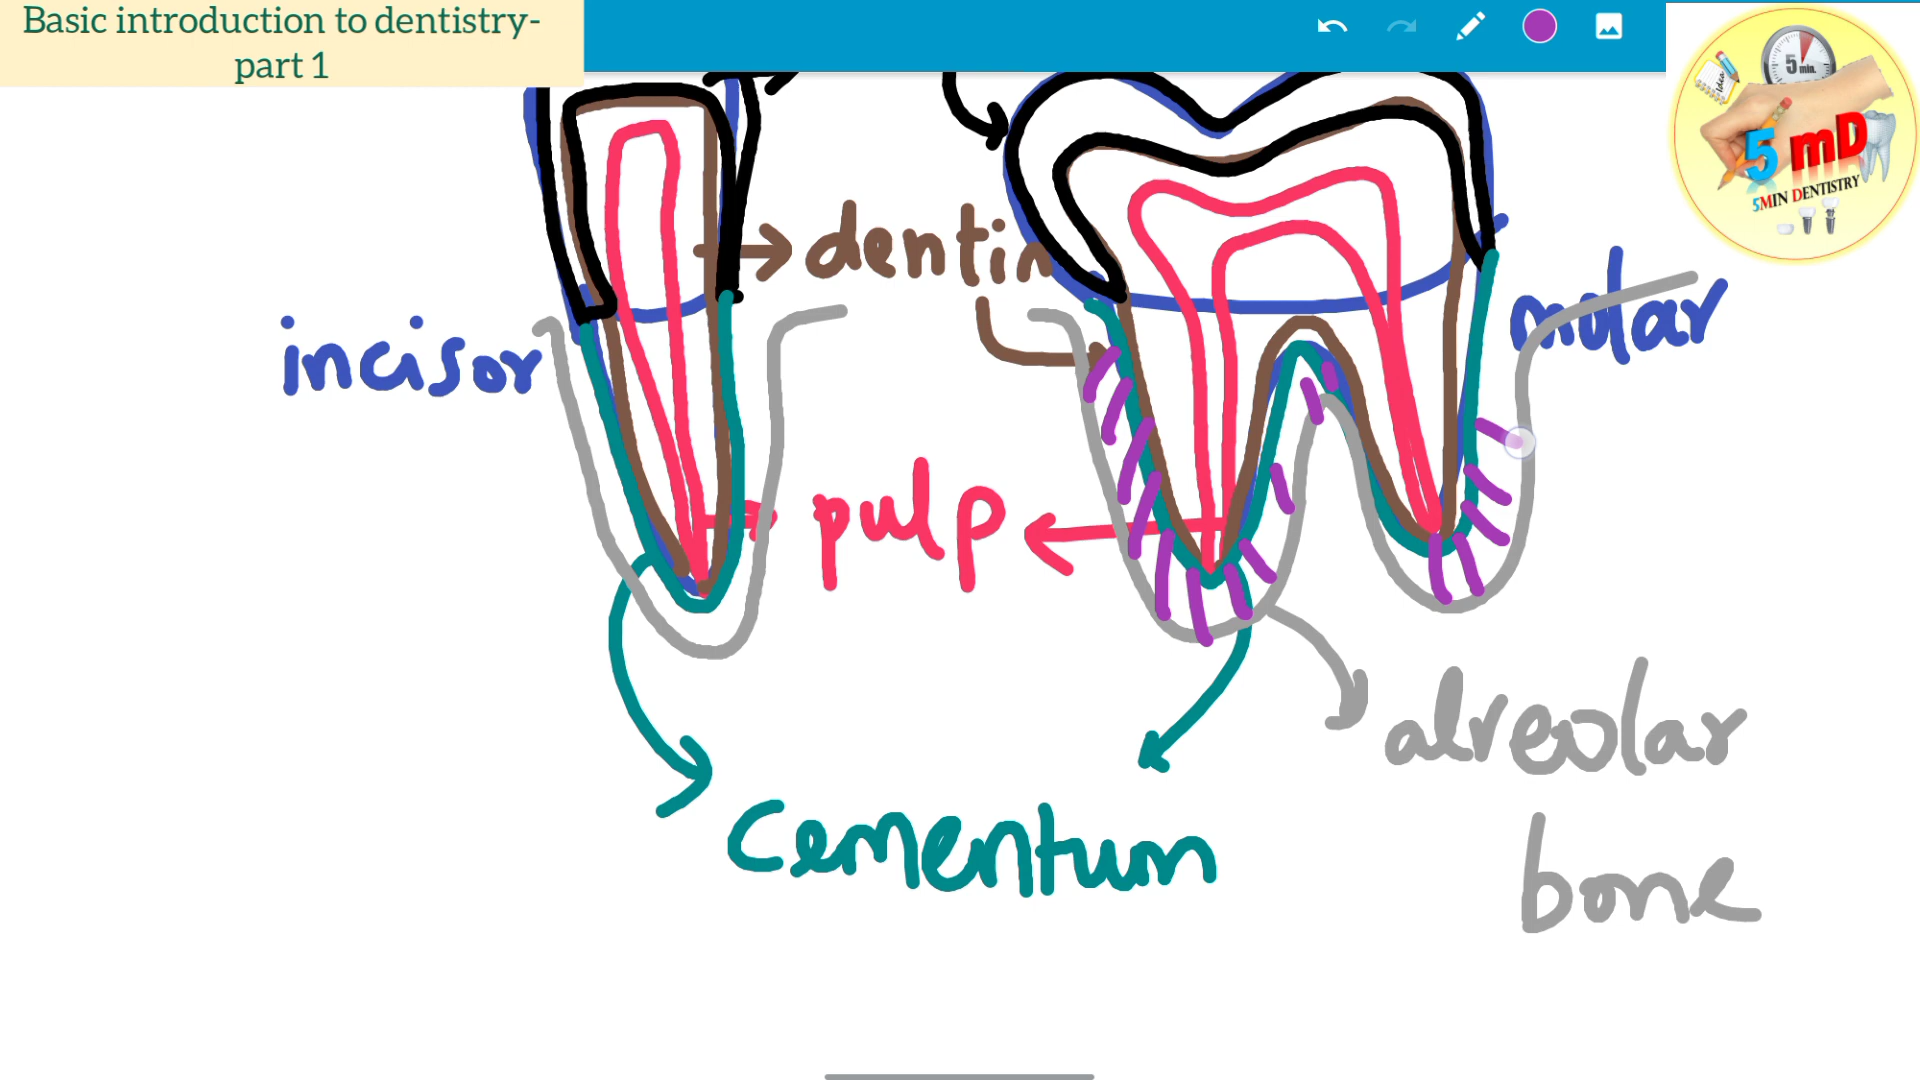 Basic introduction to dentistry-
part 1
5
min.
idea
5 mD
5MIN DENTISTRY
dentin
incisor
molar
pulp
alveolar
bone
cementum